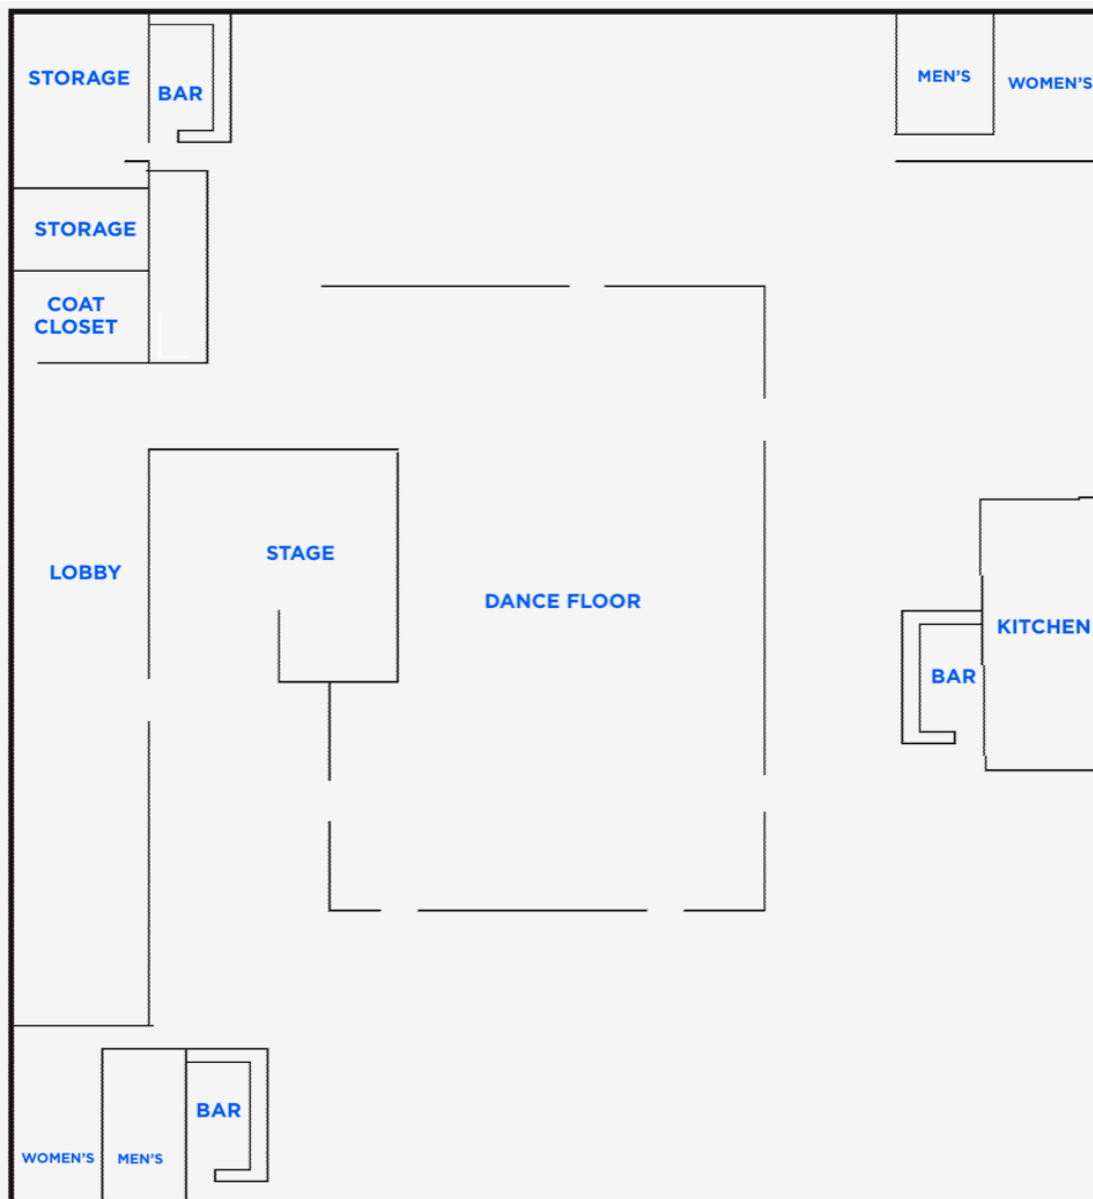 STORAGE
BAR
MEN'S
WOMEN'S
STORAGE
COAT
CLOSET
STAGE
LOBBY
DANCE FLOOR
KITCHEN
BAR
BAR
WOMEN'S
MEN'S